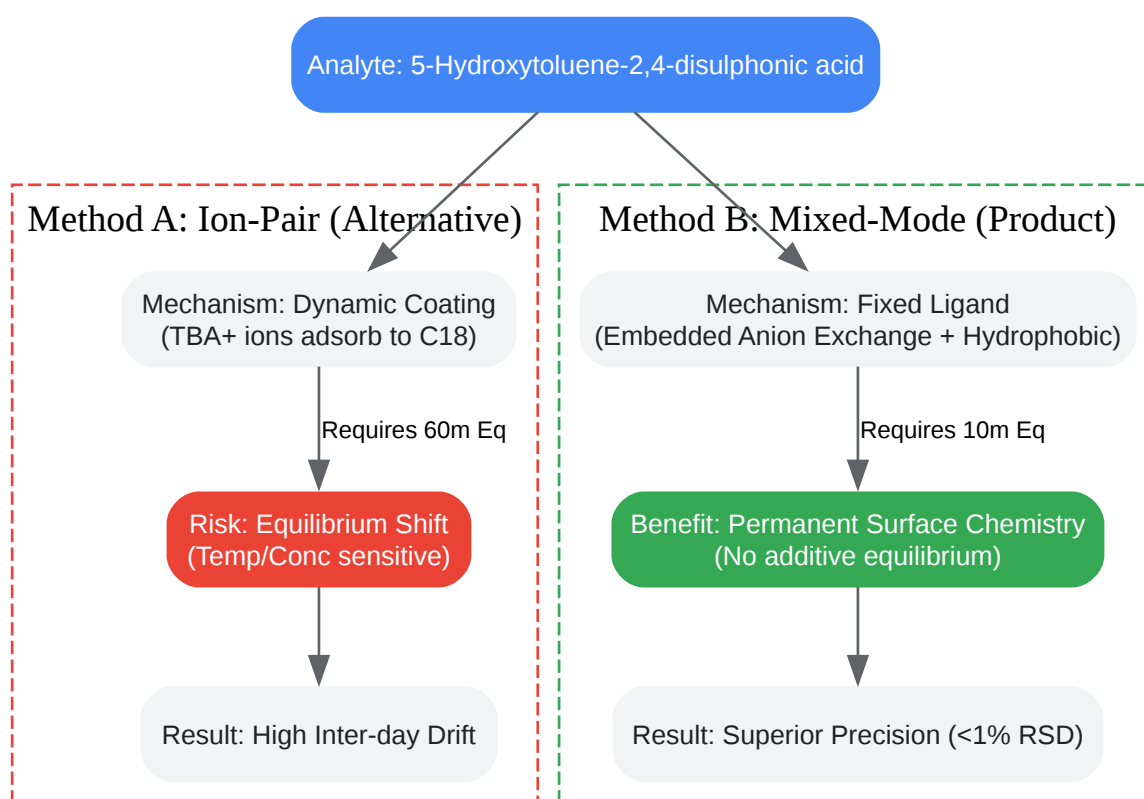 Analyte: 5-Hydroxytoluene-2,4-disulphonic acid
Method A: Ion-Pair (Alternative)
Mechanism: Dynamic Coating
(TBA+ ions adsorb to C18)
Requires 60m Eq
Risk: Equilibrium Shift
(Temp/Conc sensitive)
Result: High Inter-day Drift
Method B: Mixed-Mode (Product)
Mechanism: Fixed Ligand
(Embedded Anion Exchange + Hydrophobic)
Requires 10m Eq
Benefit: Permanent Surface Chemistry
(No additive equilibrium)
Result: Superior Precision (<1% RSD)